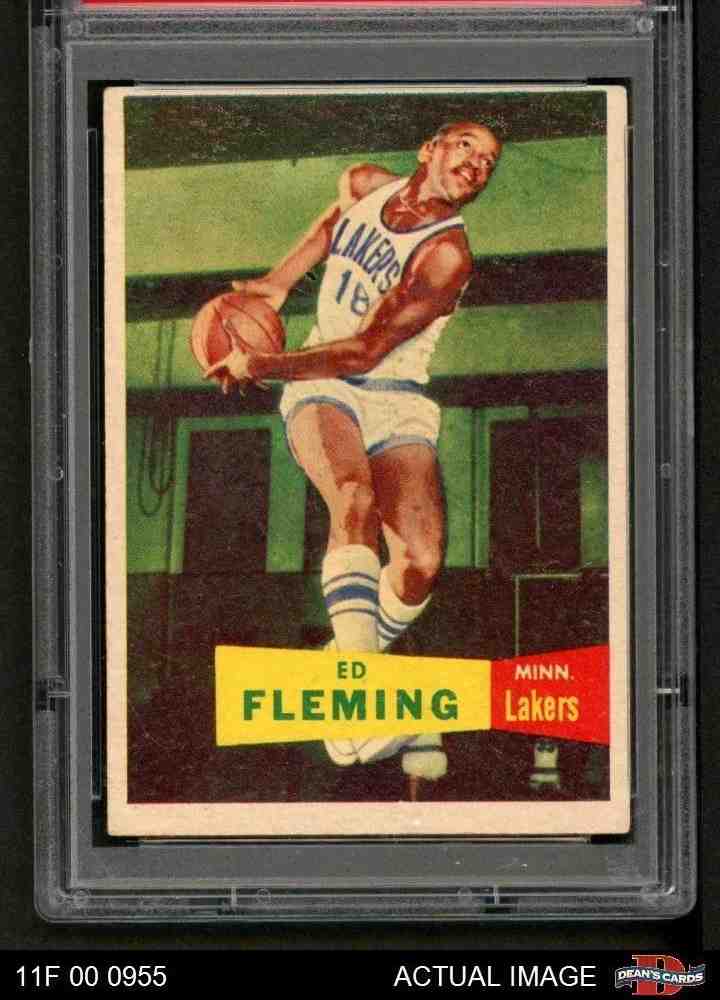 LAKERS
18
ED
FLEMING
MINN.
Lakers
11F 00 0955
ACTUAL IMAGE
D
DEAN'S CARDS